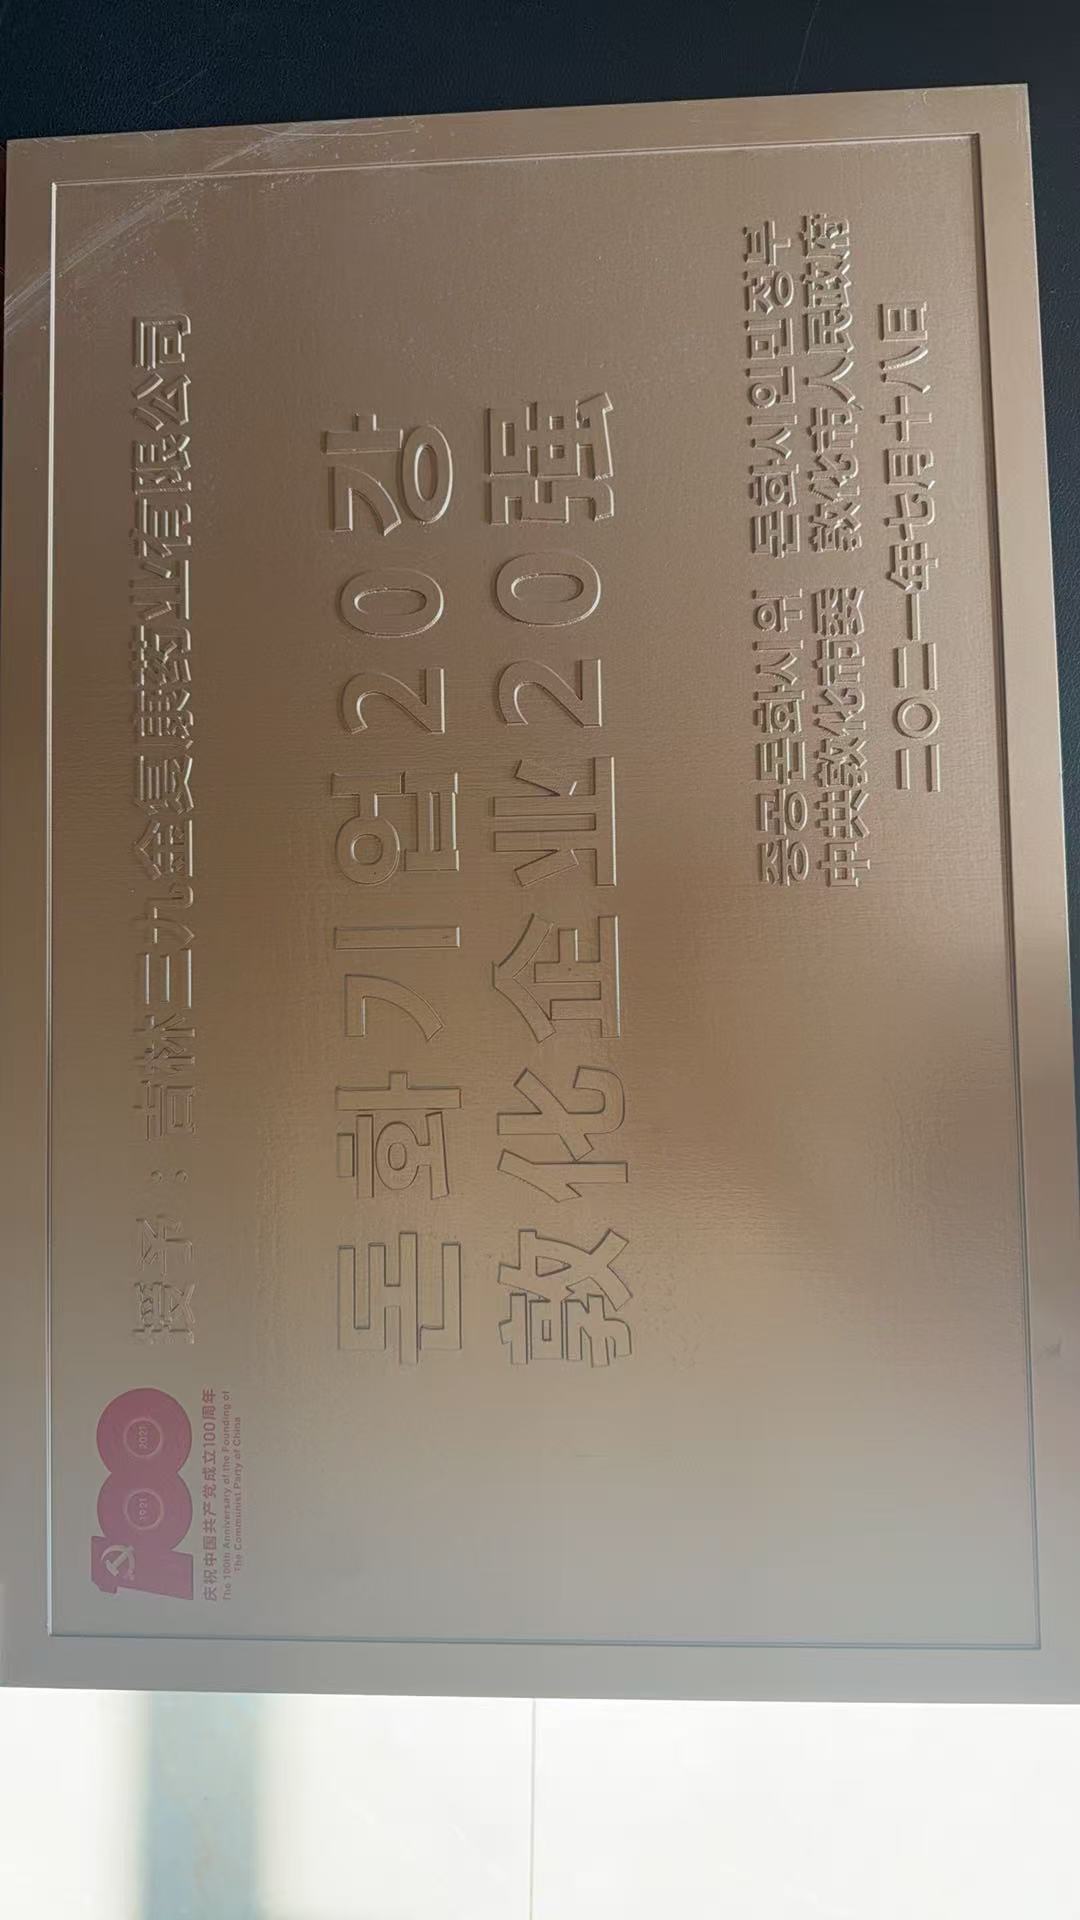 1921 2021
庆祝中国共产党成立100周年
The 100th Anniversary of the Founding of
The Communist Party of China
授予：吉林三九金复康药业有限公司
돈화기업20강
敦化企业20强
중공돈화시위 돈화시인민정부
中共敦化市委 敦化市人民政府
二〇二一年七月十八日